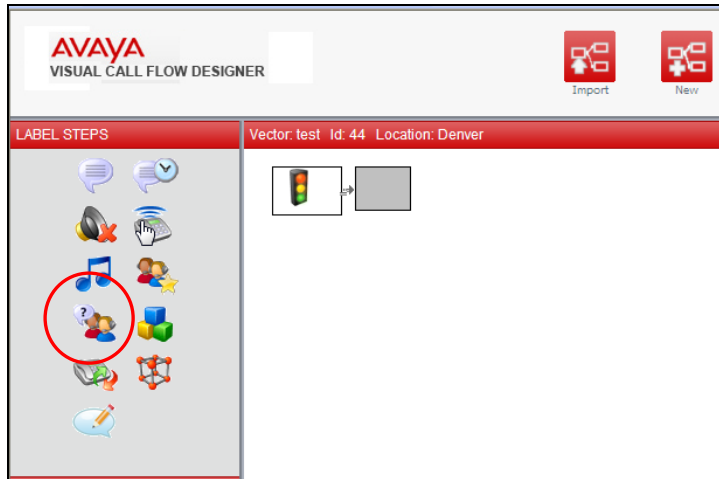 AVAYA
VISUAL CALL FLOW DESIGNER
Import
New
LABEL STEPS
Vector: test Id: 44 Location: Denver
?